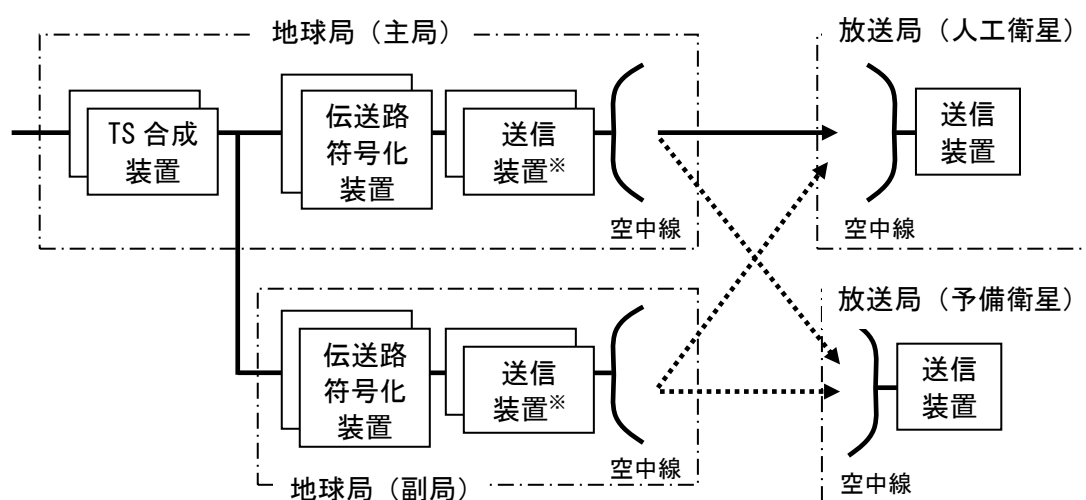 地球局（主局）
放送局（人工衛星）
TS 合成
装置
伝送路
符号化
装置
送信
装置※
空中線
送信
装置
空中線
放送局（予備衛星）
伝送路
符号化
装置
送信
装置※
空中線
送信
装置
空中線
地球局（副局）